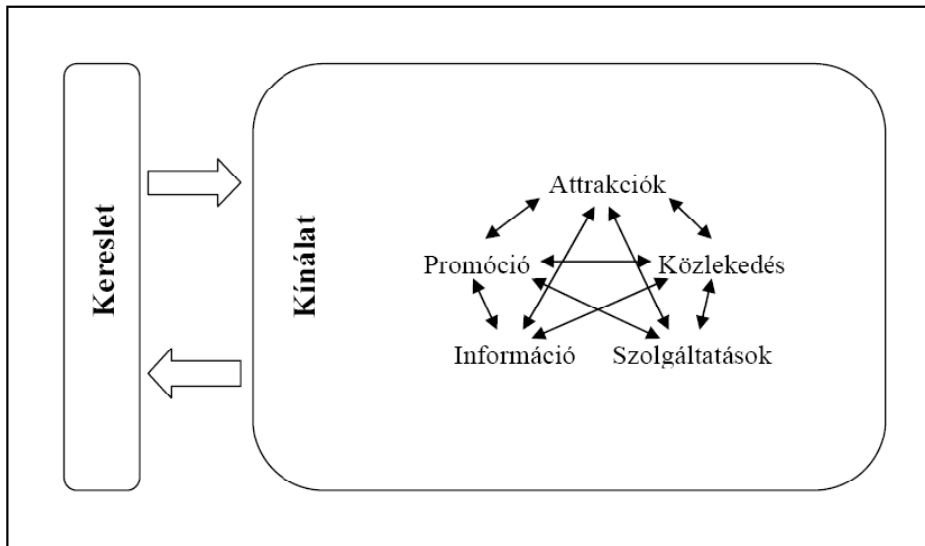 Kereslet
Kínálat
Attrakciók
Promóció
Közlekedés
Információ
Szolgáltatások